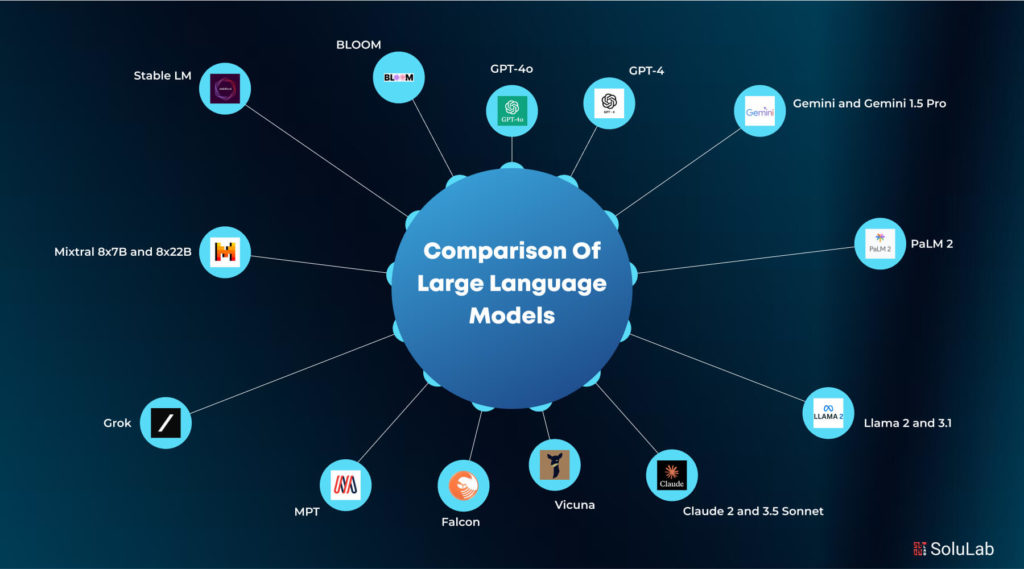 BLOOM
Stable LM
BLOOM
GPT-4o
GPT-4o
GPT-4
GPT-4
Gemini and Gemini 1.5 Pro
Gemini
Comparison Of
Large Language
Models
Mixtral 8x7B and 8x22B
PaLM 2
PaLM 2
Grok
LLAMA 2
Llama 2 and 3.1
MPT
Falcon
Vicuna
Claude
Claude 2 and 3.5 Sonnet
SoluLab